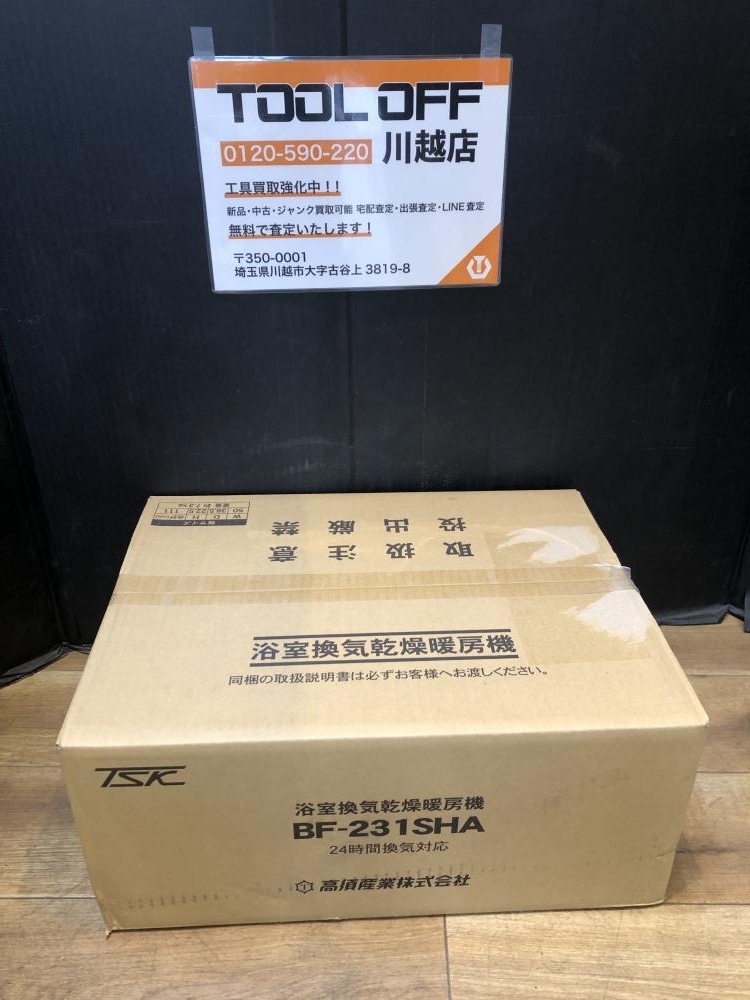 TOOL OFF
0120-590-220 川越店
工具買取強化中！！
新品・中古・ジャンク買取可能 宅配査定・出張査定・LINE査定
無料で査定いたします！
〒350-0001
埼玉県川越市大字古谷上 3819-8
取扱注意
投出厳禁
W D H
60 39.5 22.5 111
浴室換気乾燥暖房機
同梱の取扱説明書は必ずお客様へお渡しください。
TSK
浴室換気乾燥暖房機
BF-231SHA
24時間換気対応
高須産業株式会社